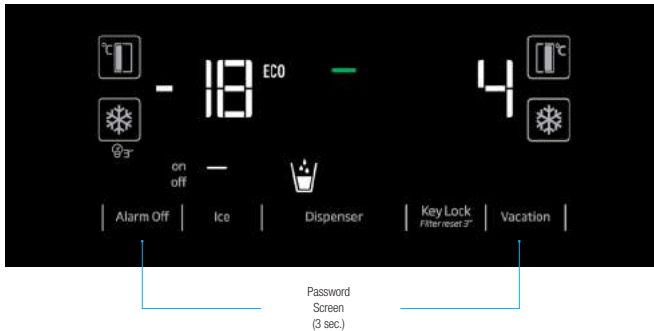 °C
°C
-18
ECO
4
3"
on
off
Alarm Off
Ice
Dispenser
Key Lock
Filter reset 3"
Vacation
Password
Screen
(3 sec.)